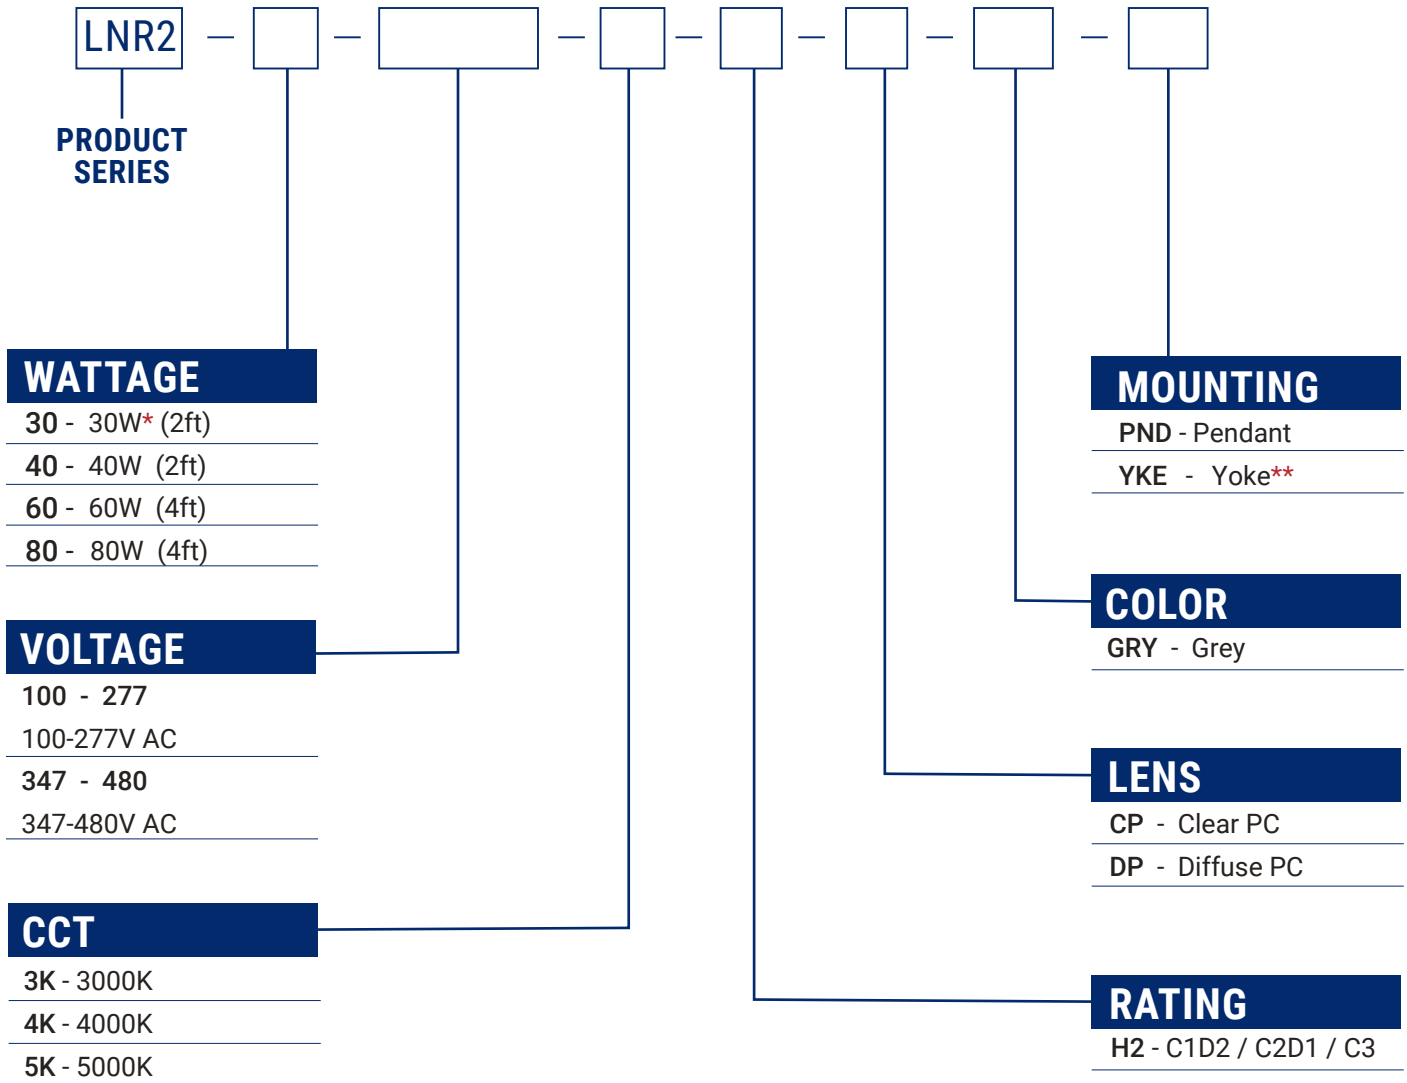 LNR2 — — — — — — —
PRODUCT
SERIES
WATTAGE
30 - 30W* (2ft)
40 - 40W (2ft)
60 - 60W (4ft)
80 - 80W (4ft)
VOLTAGE
100 - 277
100-277V AC
347 - 480
347-480V AC
CCT
3K - 3000K
4K - 4000K
5K - 5000K
MOUNTING
PND - Pendant
YKE - Yoke**
COLOR
GRY - Grey
LENS
CP - Clear PC
DP - Diffuse PC
RATING
H2 - C1D2 / C2D1 / C3